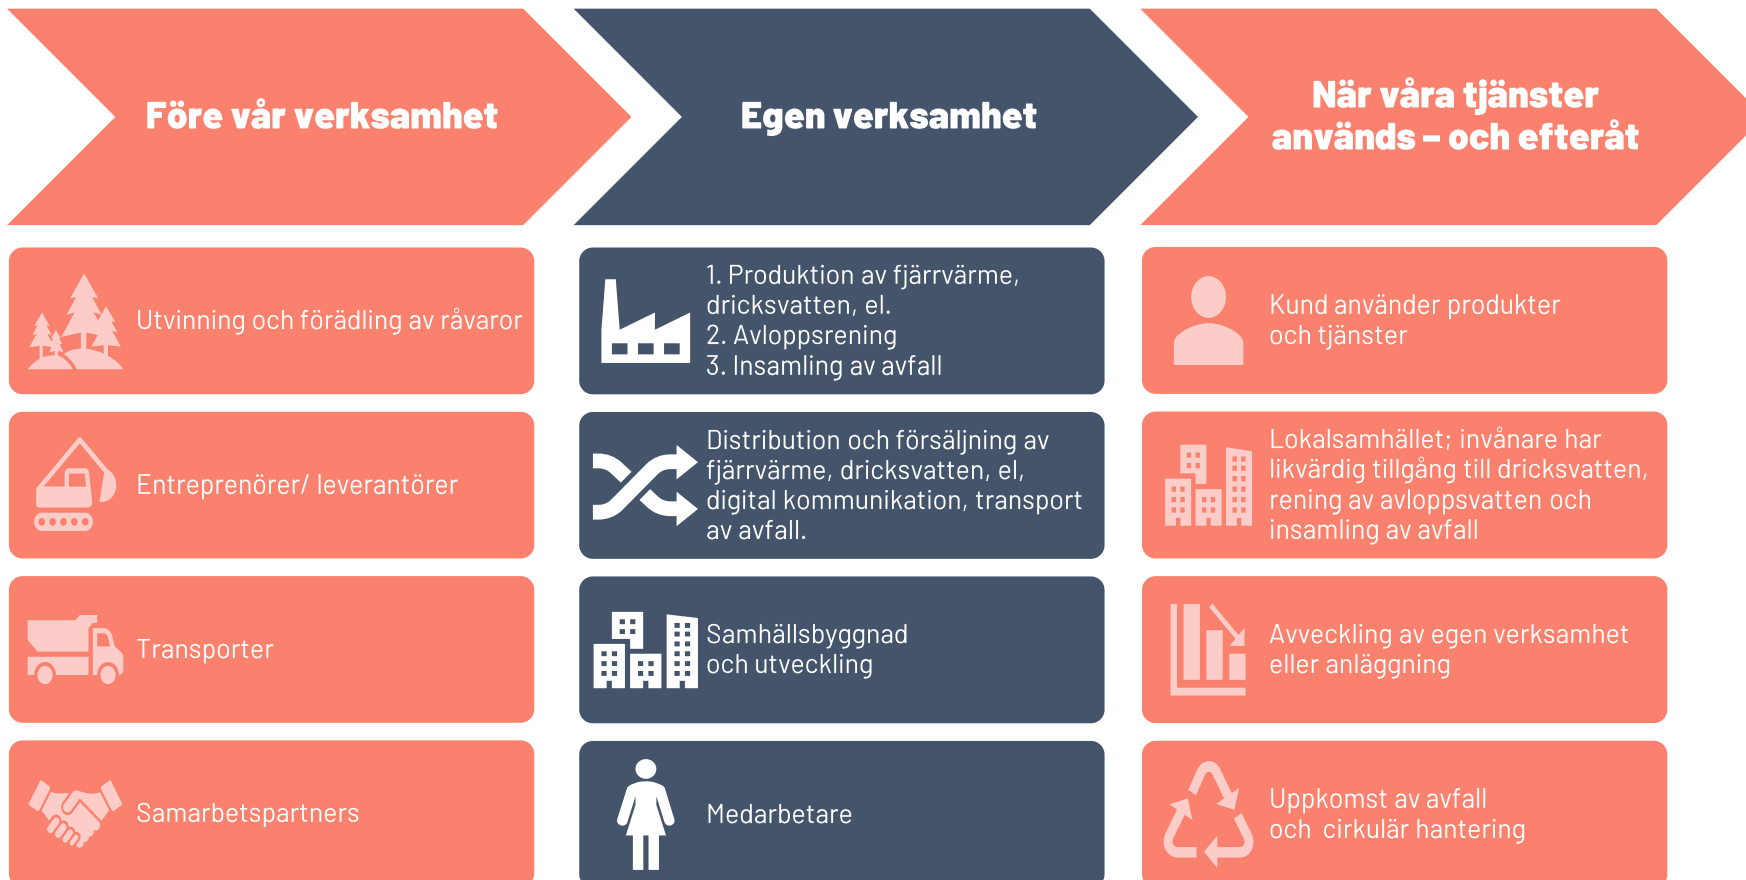 Före vår verksamhet
Utvinning och förädling av råvaror
Entreprenörer/ leverantörer
Transporter
Samarbetspartners
Egen verksamhet
1. Produktion av fjärrvärme,
dricksvatten, el.
2. Avloppsrening
3. Insamling av avfall
Distribution och försäljning av
fjärrvärme, dricksvatten, el,
digital kommunikation, transport
av avfall.
Samhällsbyggnad
och utveckling
Medarbetare
När våra tjänster
används – och efteråt
Kund använder produkter
och tjänster
Lokalsamhället; invånare har
likvärdig tillgång till dricksvatten,
rening av avloppsvatten och
insamling av avfall
Avveckling av egen verksamhet
eller anläggning
Uppkomst av avfall
och  cirkulär hantering